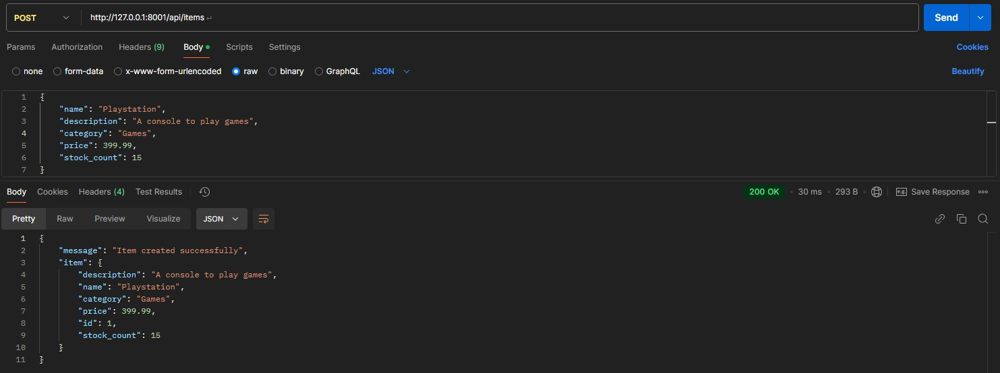 POST http://127.0.0.1:8001/api/items Send
Params Authorization Headers (9) Body Scripts Settings Cookies
none form-data x-www-form-urlencoded raw binary GraphQL JSON Beautify
1 {
2 "name": "Playstation",
3 "description": "A console to play games",
4 "category": "Games",
5 "price": 399.99,
6 "stock_count": 15
7 }
Body Cookies Headers (4) Test Results 200 OK 30 ms 293 B e.g. Save Response
Pretty Raw Preview Visualize JSON
1 {
2 "message": "Item created successfully",
3 "item": {
4 "description": "A console to play games",
5 "name": "Playstation",
6 "category": "Games",
7 "price": 399.99,
8 "id": 1,
9 "stock_count": 15
10 }
11 }